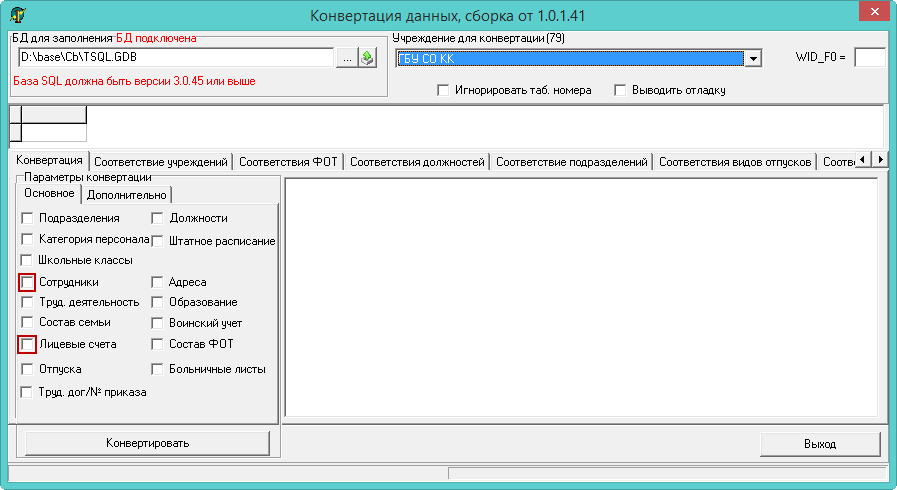 Конвертация данных, сборка от 1.0.1.41
БД для заполнения БД подключена
D:\base\Cb\TSQL.GDB
...
База SQL должна быть версии 3.0.45 или выше
Учреждение для конвертации (79)
ГБУ СО КК
WID_F0 =
Игнорировать таб. номера
Выводить отладку
Конвертация
Соответствие учреждений
Соответствия ФОТ
Соответствия должностей
Соответствие подразделений
Соответствия видов отпусков
Параметры конвертации
Основное
Дополнительно
Подразделения
Должности
Категория персонала
Штатное расписание
Школьные классы
Сотрудники
Адреса
Труд. деятельность
Образование
Состав семьи
Воинский учет
Лицевые счета
Состав ФОТ
Отпуска
Больничные листы
Труд. дог/№ приказа
Конвертировать
Выход